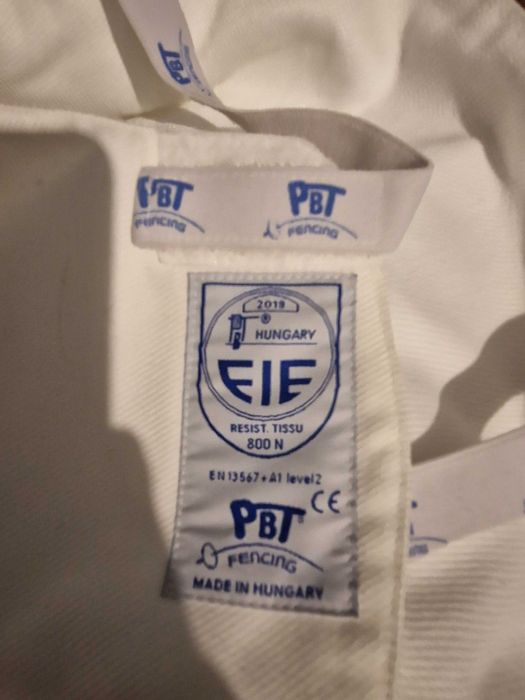 PBT
PBT
FENCING
PBT
FENCING
2019
HUNGARY
FIE
RESIST. TISSU
800 N
EN 13567+A1 level2
CE
PBT
FENCING
MADE IN HUNGARY